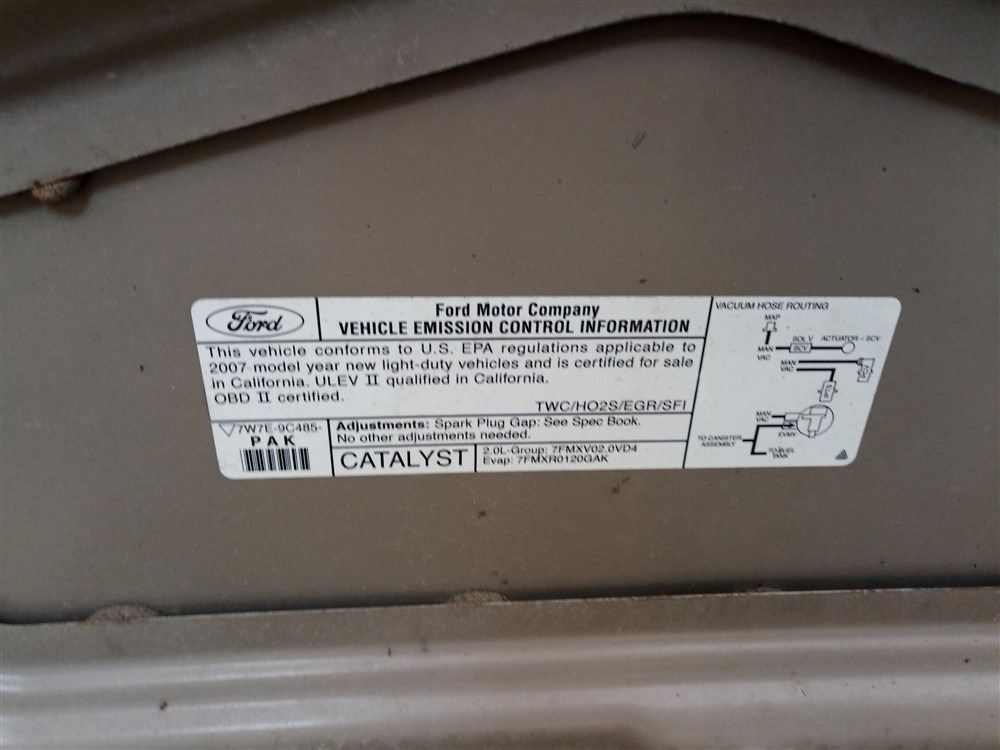 Ford
Ford Motor Company
VEHICLE EMISSION CONTROL INFORMATION
This vehicle conforms to U.S. EPA regulations applicable to
2007 model year new light-duty vehicles and is certified for sale
in California. ULEV II qualified in California.
OBD II certified.
TWC/HO2S/EGR/SFI
7W7E-9C485-
PAK
Adjustments: Spark Plug Gap: See Spec Book.
No other adjustments needed.
CATALYST
2.0L-Group: 7FMXV02.0VD4
Evap: 7FMXR0120GAK
VACUUM HOSE ROUTING
MAP
SOL V ACTUATOR - SCV
MAN
VAC
SCV
MAN
VAC
MAN
VAC
EVMV
TO CANISTER
ASSEMBLY
TO FUEL
TANK